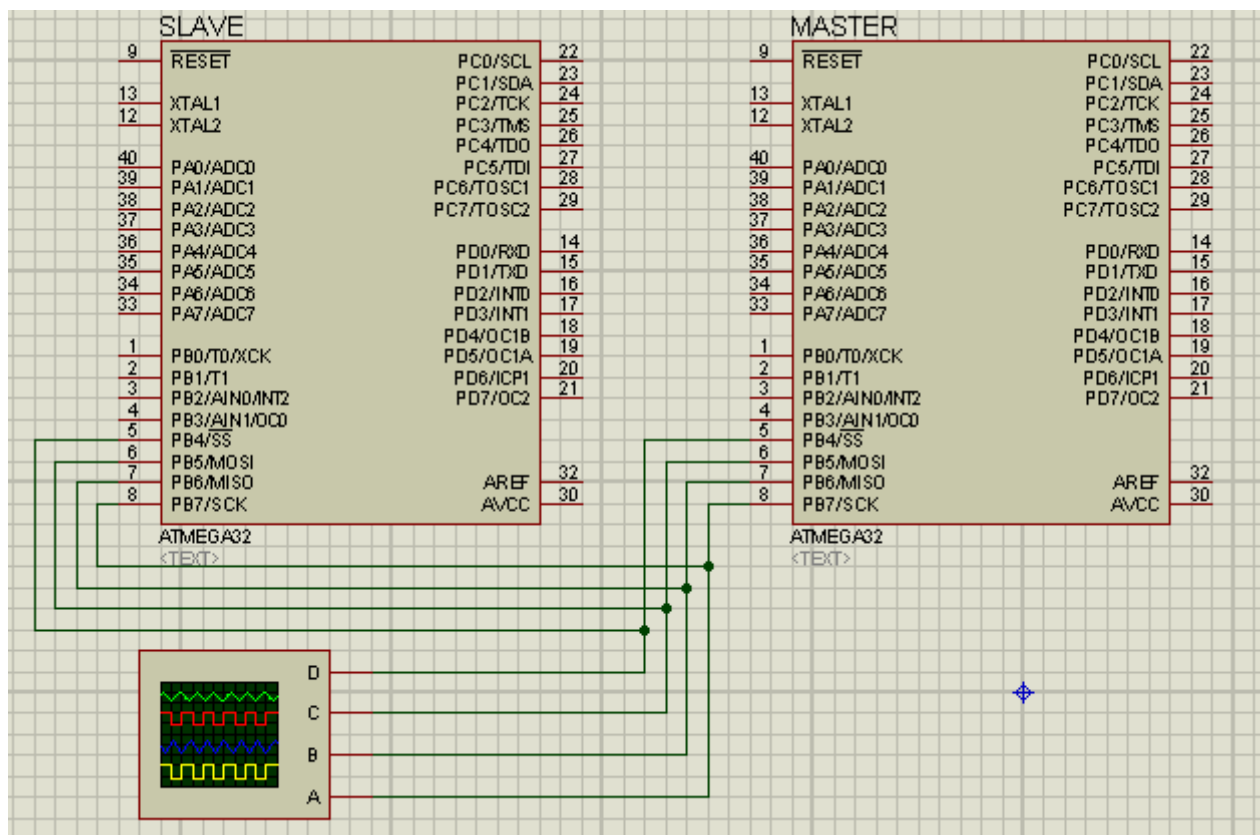 SLAVE
9 RESET PC0/SCL 22
PC1/SDA 23
13 XTAL1 PC2/TCK 24
12 XTAL2 PC3/TMS 25
PC4/TDO 26
40 PA0/ADC0 PC5/TDI 27
39 PA1/ADC1 PC6/TOSC1 28
38 PA2/ADC2 PC7/TOSC2 29
37 PA3/ADC3
36 PA4/ADC4 PD0/RXD 14
35 PA5/ADC5 PD1/TXD 15
34 PA6/ADC6 PD2/INT0 16
33 PA7/ADC7 PD3/INT1 17
PD4/OC1B 18
1 PB0/T0/XCK PD5/OC1A 19
2 PB1/T1 PD6/ICP1 20
3 PB2/AIN0/INT2 PD7/OC2 21
4 PB3/AIN1/OC0
5 PB4/SS
6 PB5/MOSI
7 PB6/MISO AREF 32
8 PB7/SCK AVCC 30
ATMEGA32
<TEXT>
MASTER
9 RESET PC0/SCL 22
PC1/SDA 23
13 XTAL1 PC2/TCK 24
12 XTAL2 PC3/TMS 25
PC4/TDO 26
40 PA0/ADC0 PC5/TDI 27
39 PA1/ADC1 PC6/TOSC1 28
38 PA2/ADC2 PC7/TOSC2 29
37 PA3/ADC3
36 PA4/ADC4 PD0/RXD 14
35 PA5/ADC5 PD1/TXD 15
34 PA6/ADC6 PD2/INT0 16
33 PA7/ADC7 PD3/INT1 17
PD4/OC1B 18
1 PB0/T0/XCK PD5/OC1A 19
2 PB1/T1 PD6/ICP1 20
3 PB2/AIN0/INT2 PD7/OC2 21
4 PB3/AIN1/OC0
5 PB4/SS
6 PB5/MOSI
7 PB6/MISO AREF 32
8 PB7/SCK AVCC 30
ATMEGA32
<TEXT>
D
C
B
A